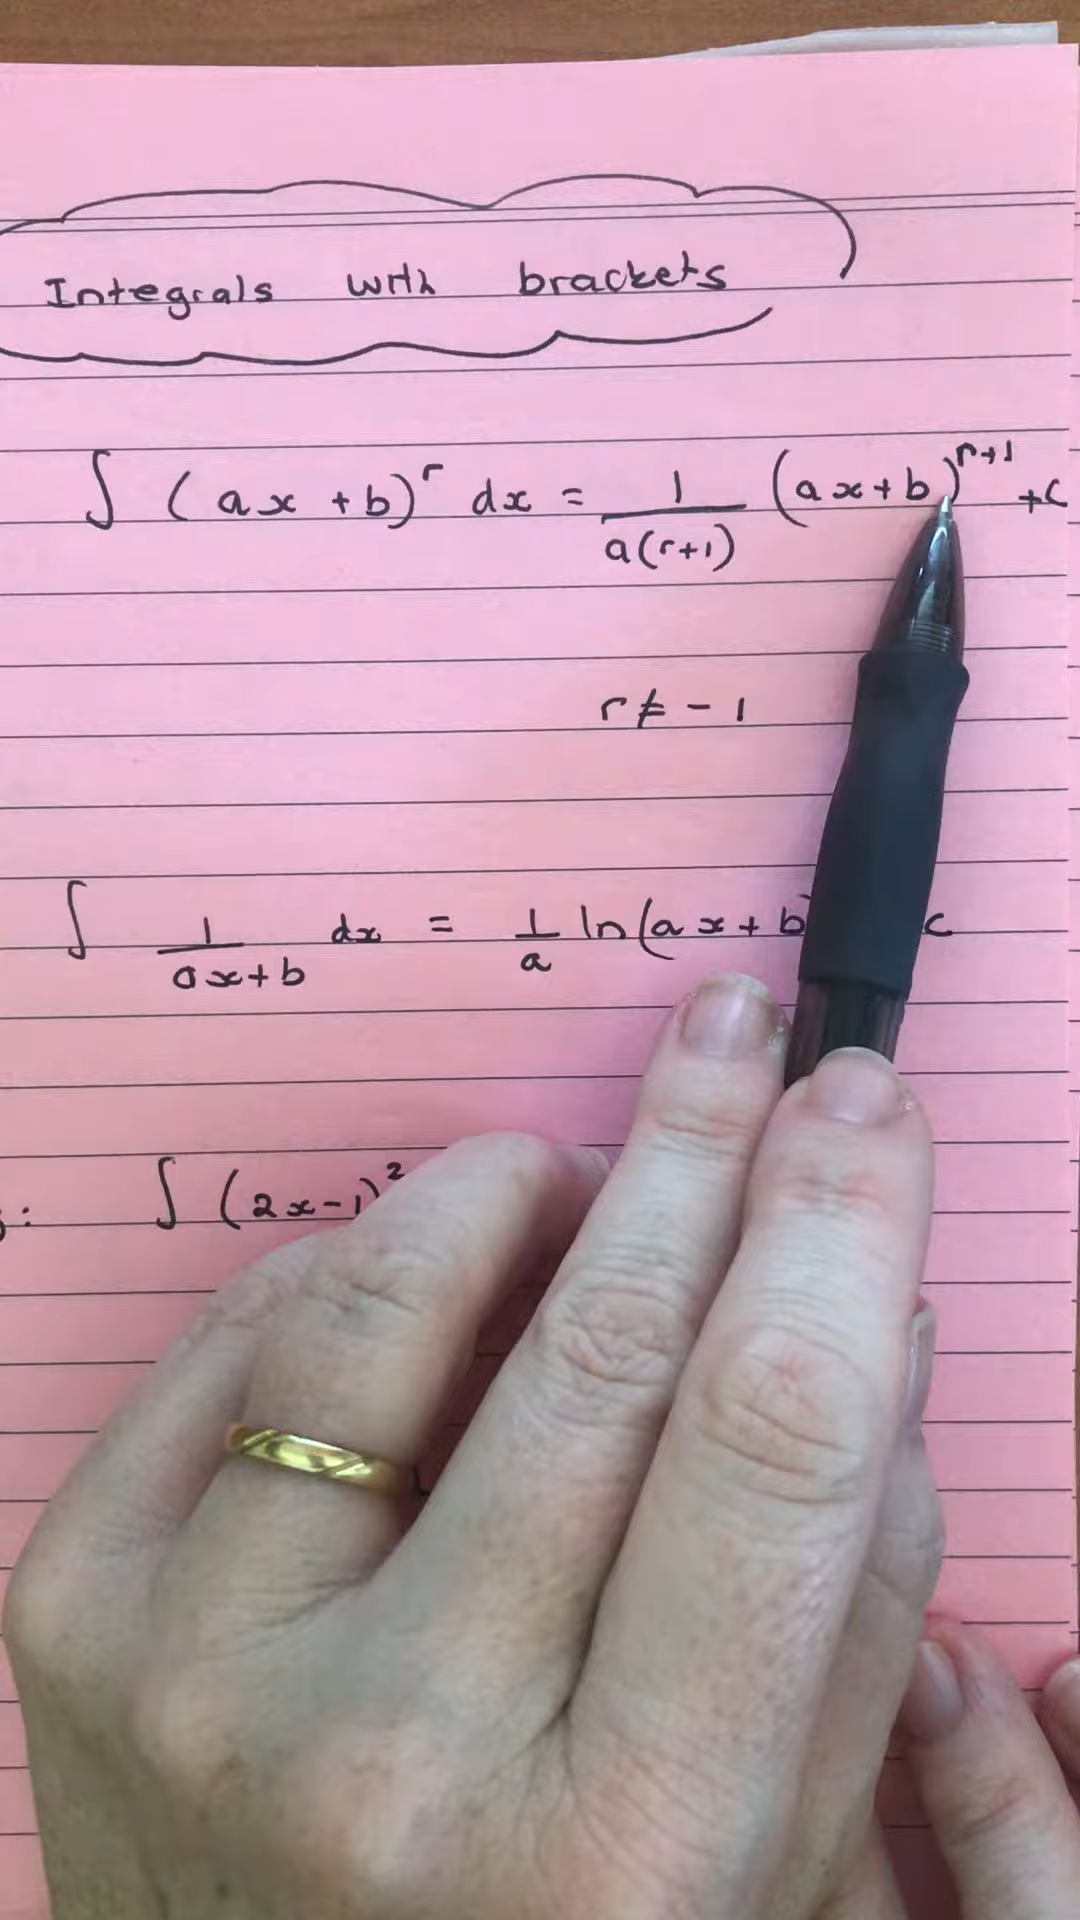 Integrals with brackets
∫ (ax + b)^r dx = 1/a(r+1) (ax+b)^r+1 +c
r ≠ - 1
∫ 1/ax+b dx = 1/a ln(ax+b) c
: ∫ (2x-1)^2